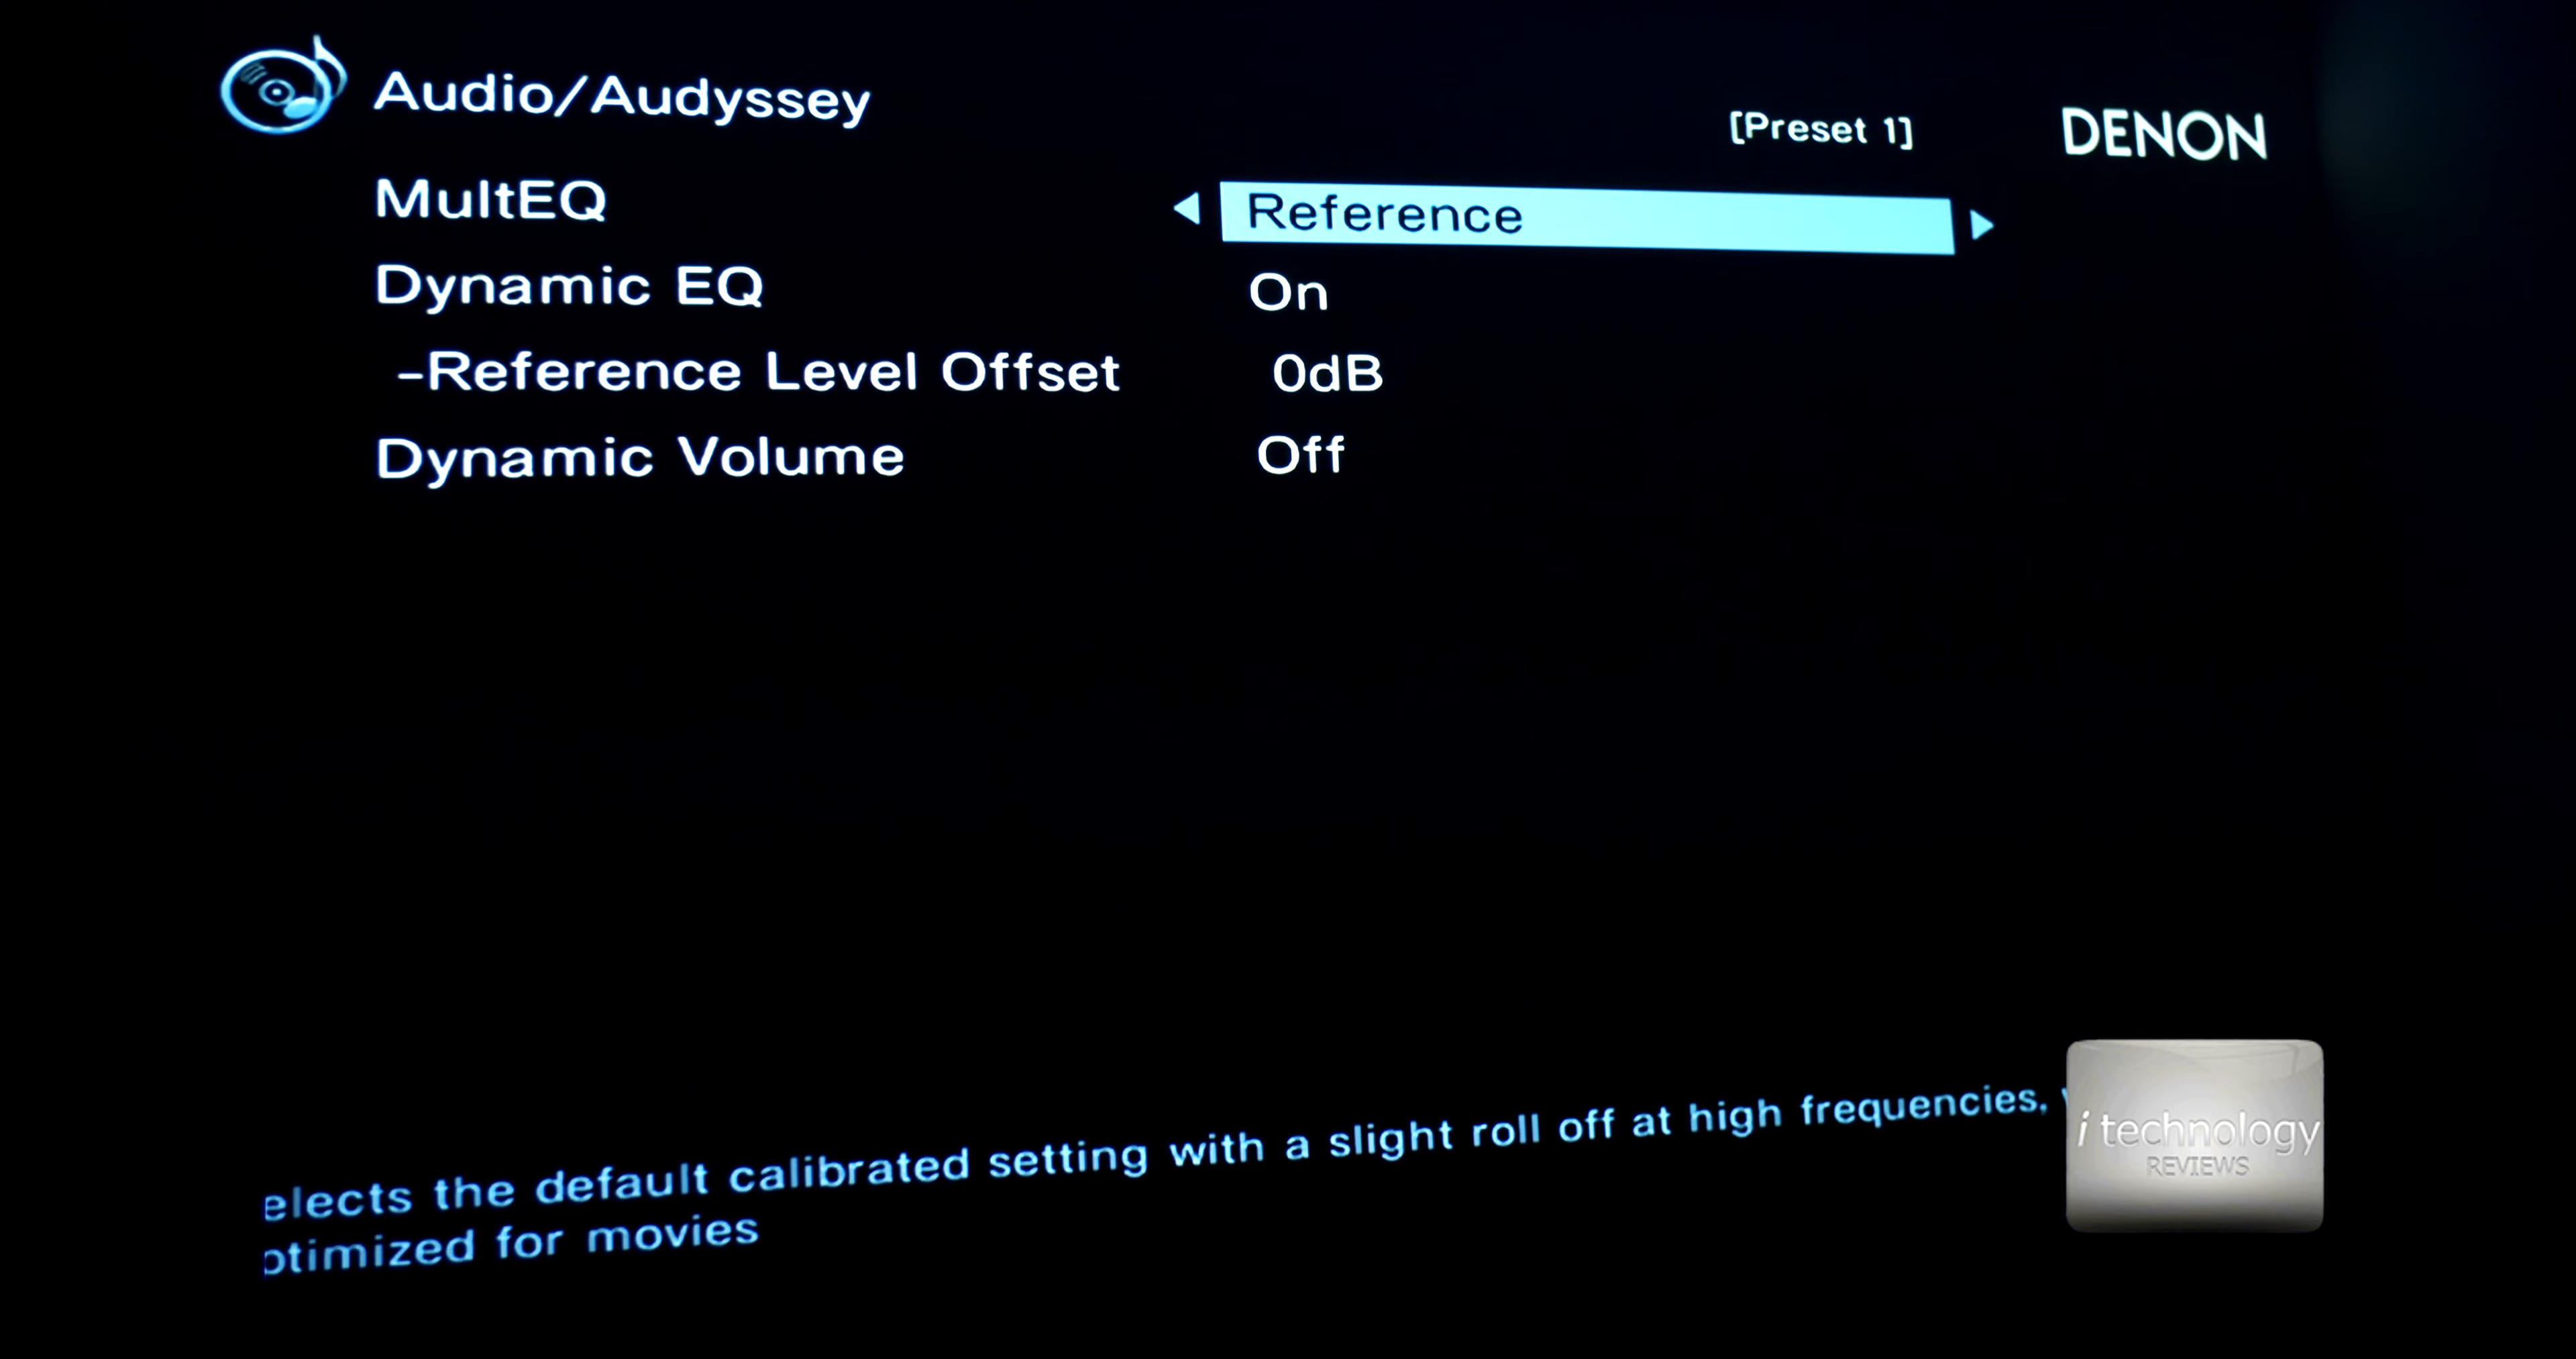 Audio/Audyssey
[Preset 1]
DENON
MultEQ
Reference
Dynamic EQ
On
-Reference Level Offset
0dB
Dynamic Volume
Off
elects the default calibrated setting with a slight roll off at high frequencies,
ptimized for movies
i technology
REVIEWS